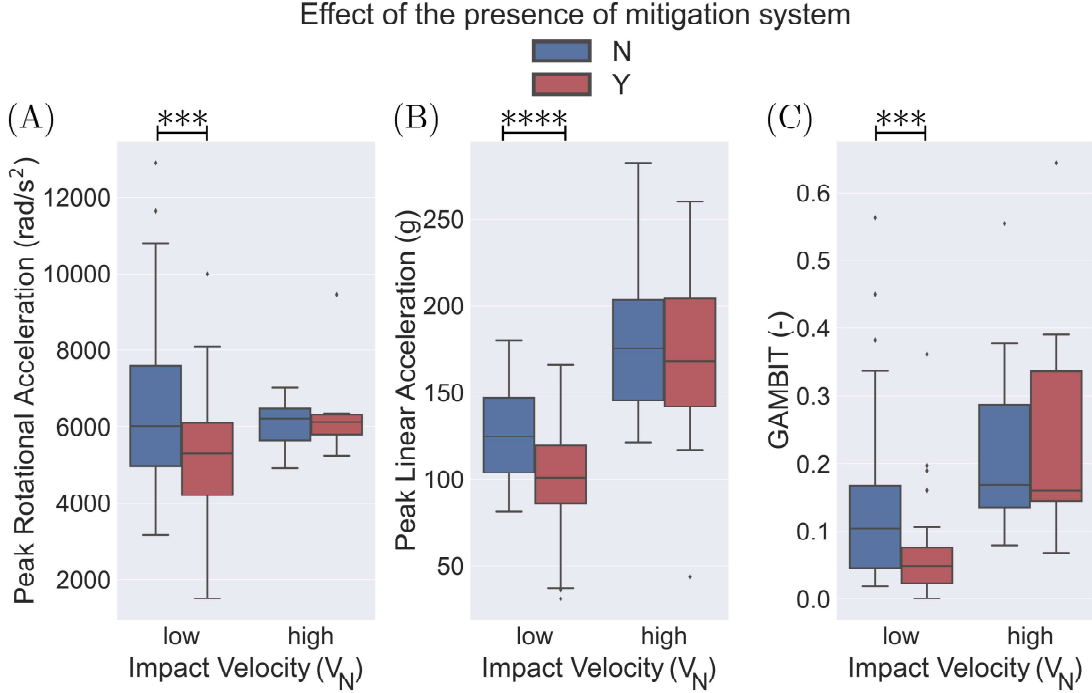 Effect of the presence of mitigation system
N
Y
(A)
***
Peak Rotational Acceleration (rad/s²)
12000
10000
8000
6000
4000
2000
low
high
Impact Velocity (V_N)
(B)
****
Peak Linear Acceleration (g)
250
200
150
100
50
low
high
Impact Velocity (V_N)
(C)
***
GAMBIT (-)
0.6
0.5
0.4
0.3
0.2
0.1
0.0
low
high
Impact Velocity (V_N)